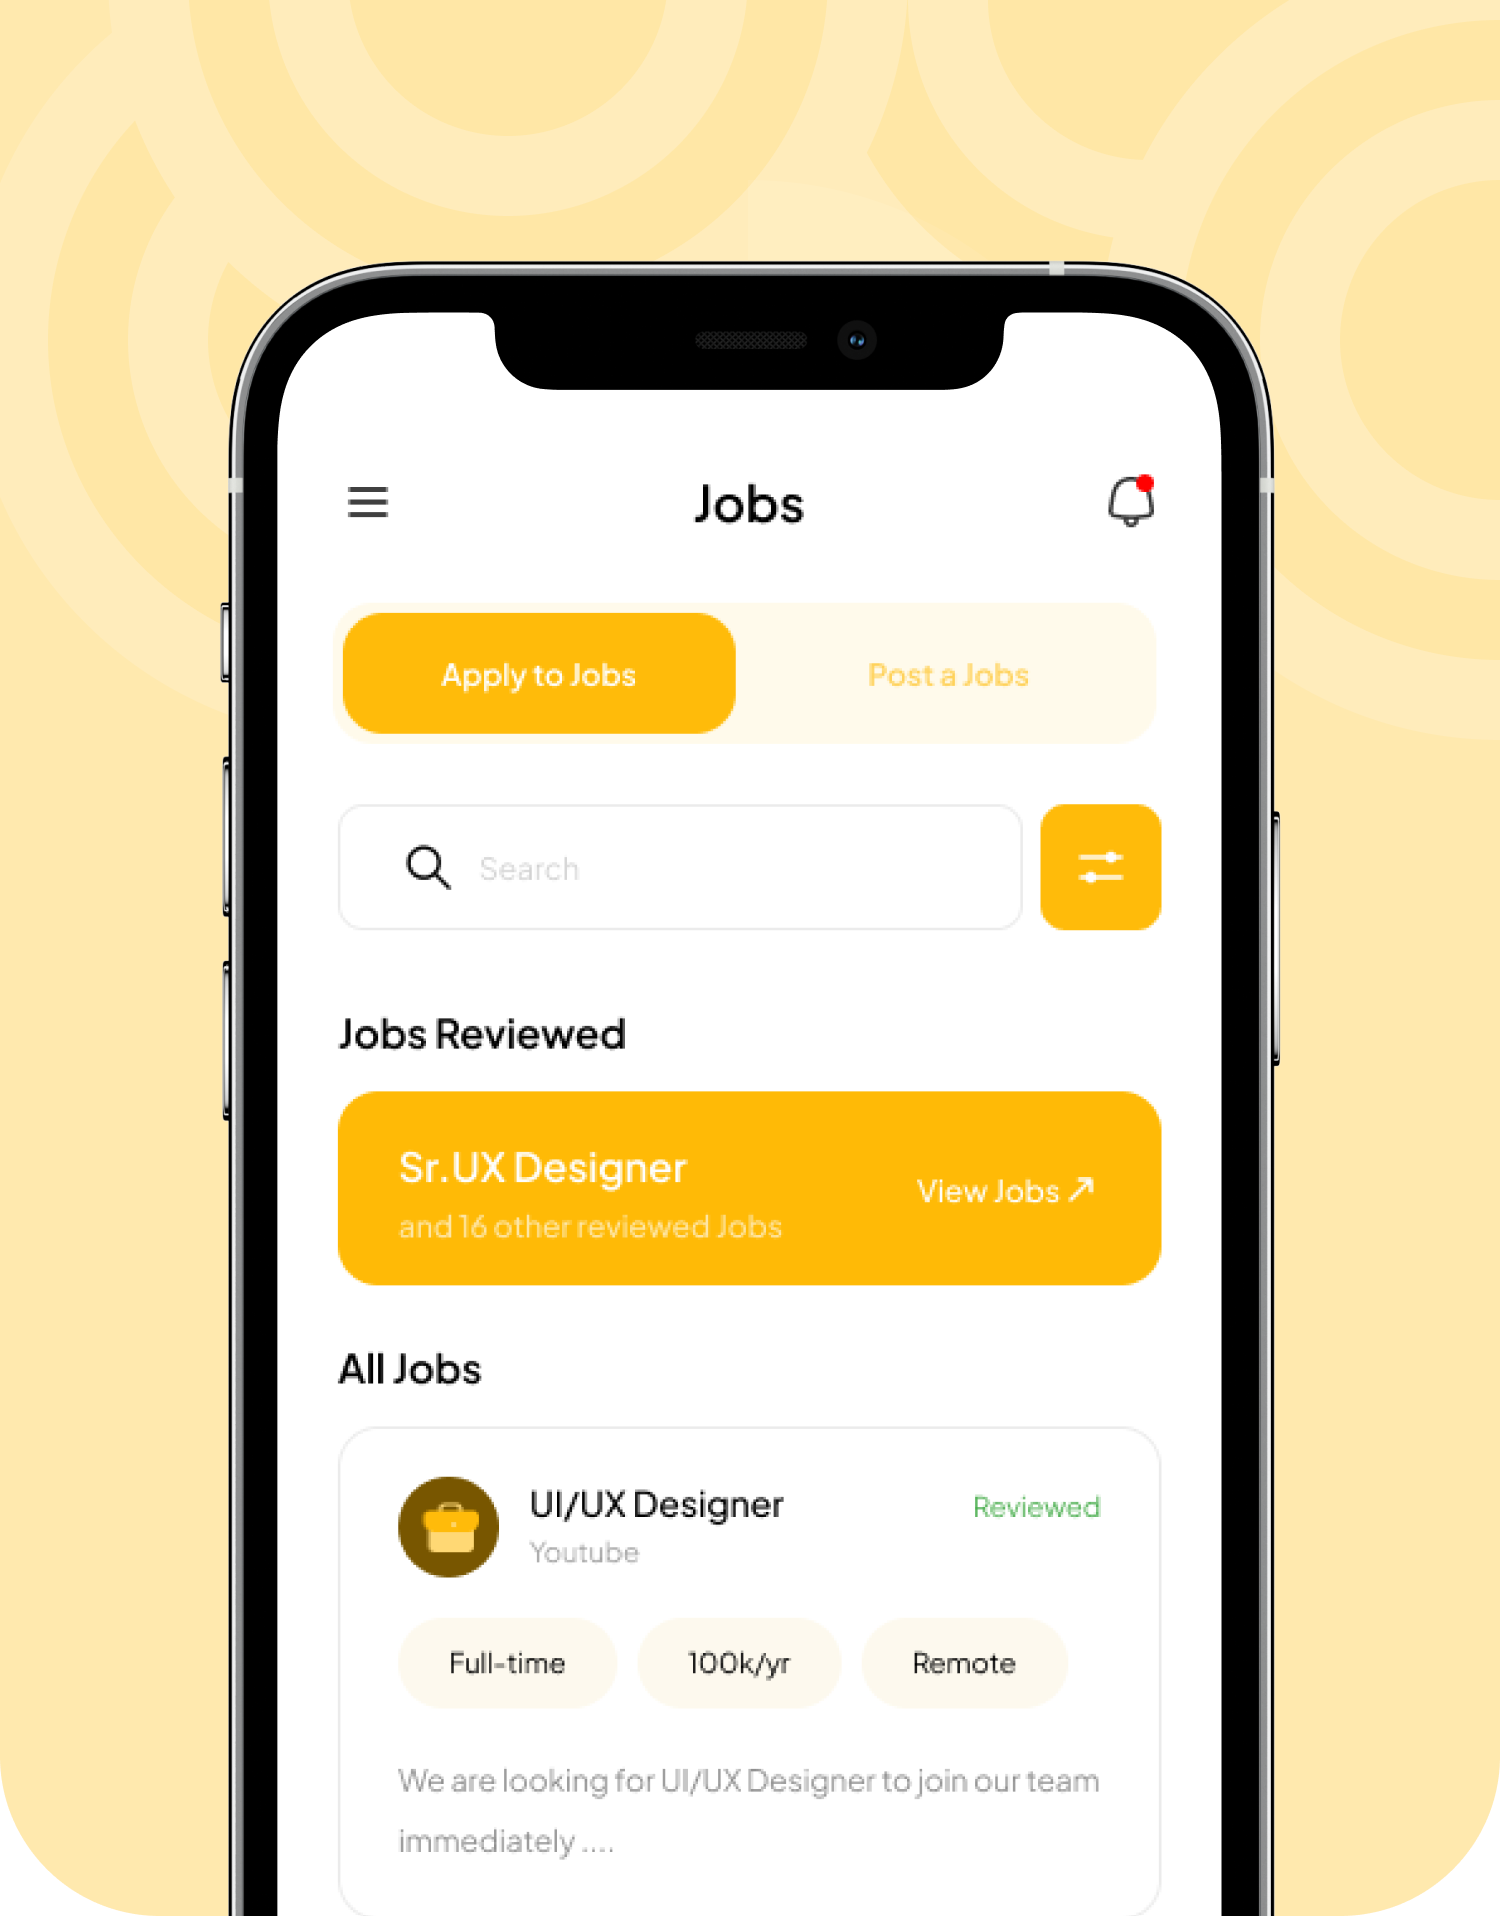 Jobs
Apply to Jobs
Post a Jobs
Search
Jobs Reviewed
Sr.UX Designer
View Jobs
and 16 other reviewed Jobs
All Jobs
UI/UX Designer
Reviewed
Youtube
Full-time
100k/yr
Remote
We are looking for UI/UX Designer to join our team
immediately ....